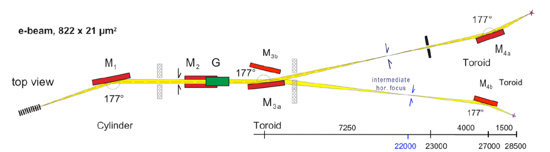 e-beam, 822 x 21 µm²
177°
M4a
Toroid
M1
M2
G
M3b
177°
top view
177°
M3a
intermediate
hor. focus
M4b
Toroid
177°
Cylinder
Toroid
7250
4000
1500
22000
23000
27000
28500